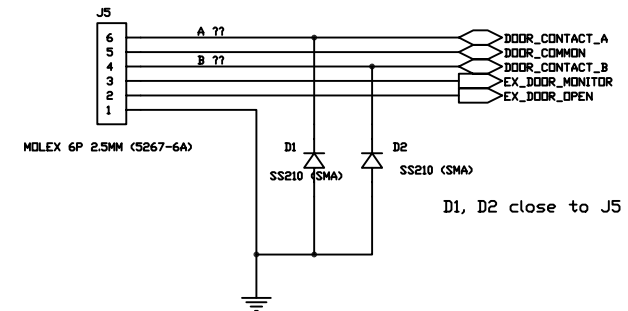 J5
6 A ?? DOOR_CONTACT_A
5 DOOR_COMMON
4 B ?? DOOR_CONTACT_B
3 EX_DOOR_MONITOR
2 EX_DOOR_OPEN
1
MOLEX 6P 2.5MM (5267-6A)
D1 D2
SS210 (SMA) SS210 (SMA)
D1, D2 close to J5